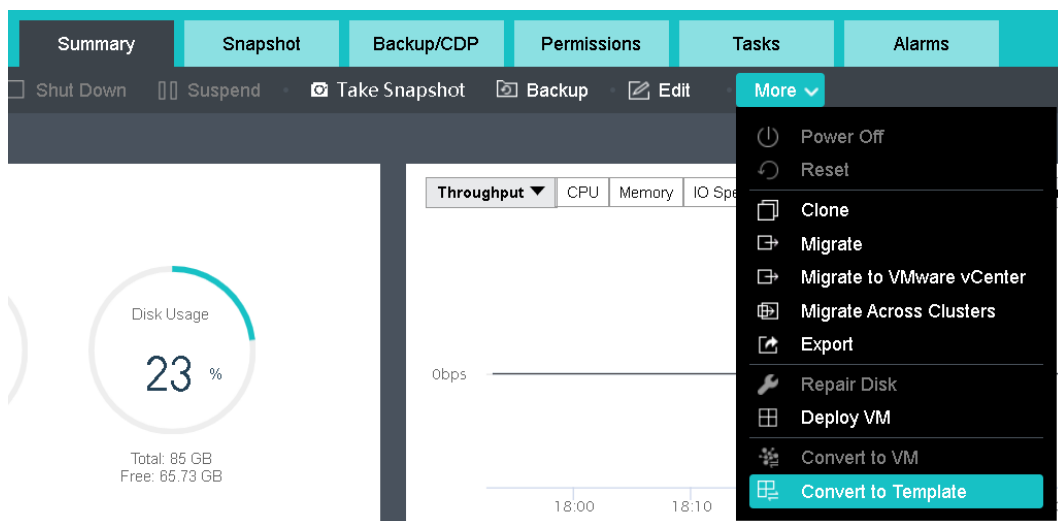 Summary Snapshot Backup/CDP Permissions Tasks Alarms
Shut Down Suspend Take Snapshot Backup Edit More
Power Off
Reset
Throughput CPU Memory IO Spe
Clone
Migrate
Migrate to VMware vCenter
Migrate Across Clusters
Export
Disk Usage
23 %
0bps
Repair Disk
Deploy VM
Total: 85 GB
Free: 65.73 GB
Convert to VM
Convert to Template
18:00 18:10